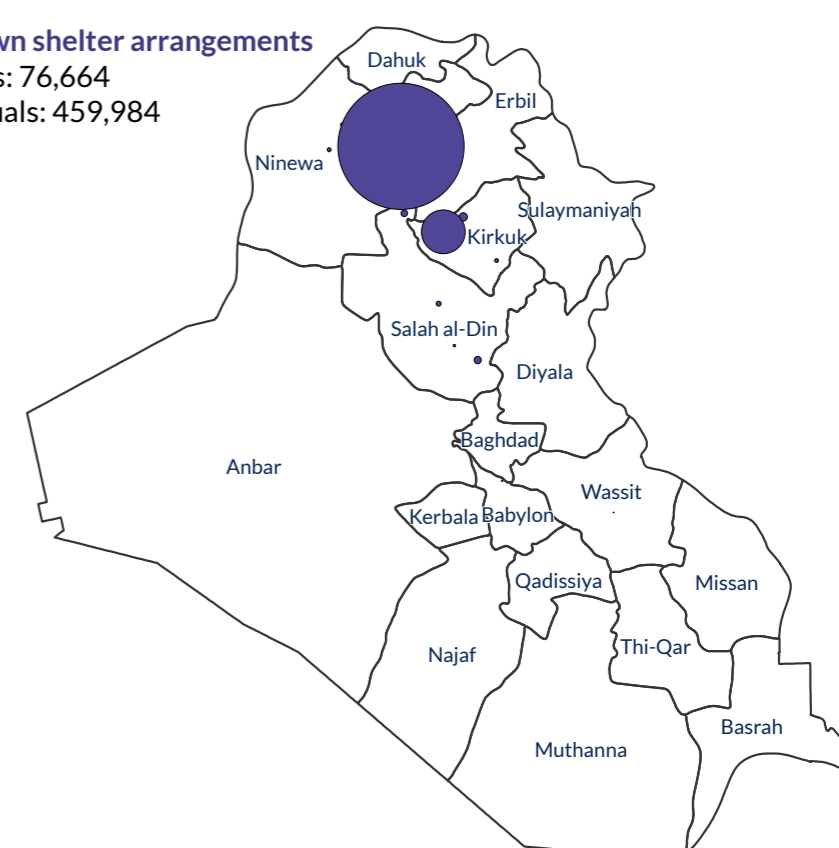 wn shelter arrangements
s: 76,664
uals: 459,984
Dahuk
Erbil
Ninewa
Sulaymaniyah
Kirkuk
Salah al-Din
Diyala
Baghdad
Anbar
Wassit
Kerbala
Babylon
Qadissiya
Missan
Najaf
Thi-Qar
Basrah
Muthanna